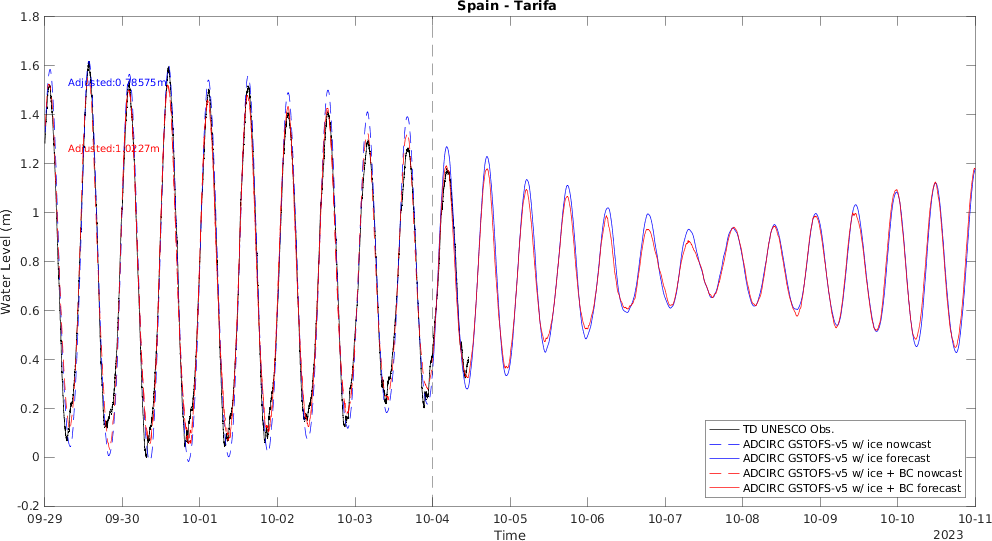 Spain - Tarifa
1.8
1.6
1.4
1.2
1
0.8
0.6
0.4
0.2
0
-0.2
Water Level (m)
Adjusted:0.78575m
Adjusted:1.0227m
TD UNESCO Obs.
ADCIRC GSTOFS-v5 w/ ice nowcast
ADCIRC GSTOFS-v5 w/ ice forecast
ADCIRC GSTOFS-v5 w/ ice + BC nowcast
ADCIRC GSTOFS-v5 w/ ice + BC forecast
09-29 09-30 10-01 10-02 10-03 10-04 10-05 10-06 10-07 10-08 10-09 10-10 10-11
Time
2023